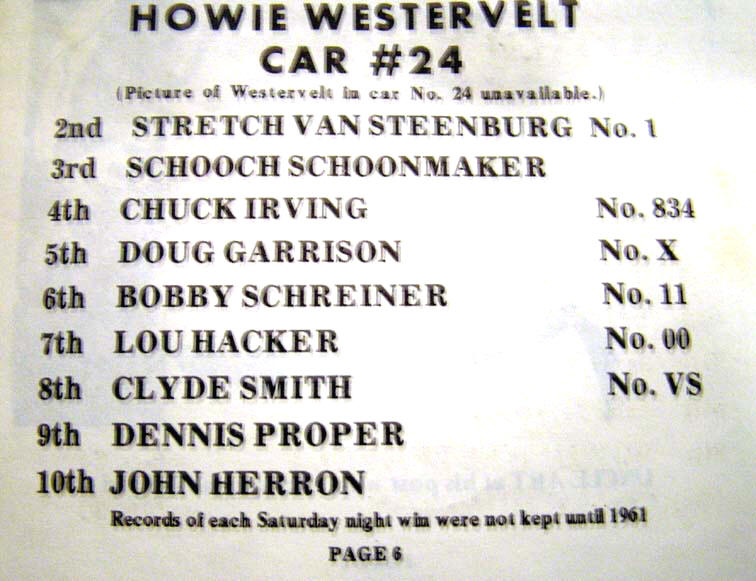 HOWIE WESTERVELT
CAR #24
(Picture of Westervelt in car No. 24 unavailable.)
2nd STRETCH VAN STEENBURG No. 1
3rd SCHOOCH SCHOONMAKER
4th CHUCK IRVING No. 834
5th DOUG GARRISON No. X
6th BOBBY SCHREINER No. 11
7th LOU HACKER No. 00
8th CLYDE SMITH No. VS
9th DENNIS PROPER
10th JOHN HERRON
Records of each Saturday night win were not kept until 1961
PAGE 6